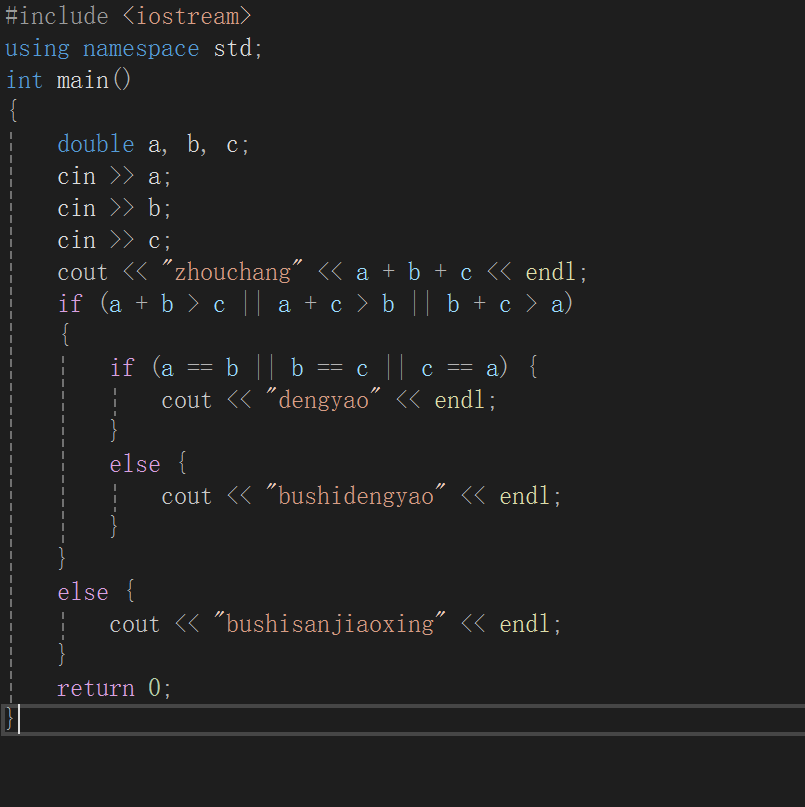 #include <iostream>
using namespace std;
int main()
{
    double a, b, c;
    cin >> a;
    cin >> b;
    cin >> c;
    cout << "zhouchang" << a + b + c << endl;
    if (a + b > c || a + c > b || b + c > a)
    {
        if (a == b || b == c || c == a) {
            cout << "dengyao" << endl;
        }
        else {
            cout << "bushidengyao" << endl;
        }
    }
    else {
        cout << "bushisanjiaoxing" << endl;
    }
    return 0;
}